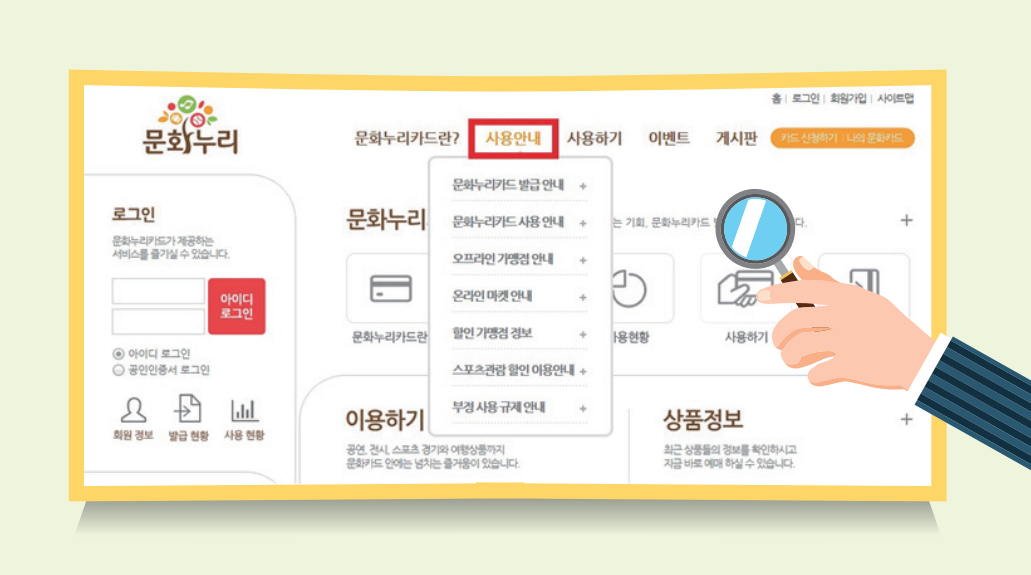 홈 | 로그인 | 회원가입 | 사이트맵
문화누리
문화누리카드란? 사용안내 사용하기 이벤트 게시판 카드 신청하기 | 나의 문화카드
문화누리카드 발급 안내 +
문화누리카드 사용 안내 +
오프라인 가맹점 안내 +
온라인 마켓 안내 +
할인 가맹점 정보 +
스포츠관람 할인 이용안내 +
부정 사용 규제 안내 +
로그인
문화누리카드가 제공하는
서비스를 즐기실 수 있습니다.
아이디
로그인
아이디 로그인
공인인증서 로그인
회원 정보 발급 현황 사용 현황
문화누리
는 기회, 문화누리카드
다. +
문화누리카드란
용현황
사용하기
이용하기
공연, 전시, 스포츠 경기와 여행상품까지
문화카드 안에는 넘치는 즐거움이 있습니다.
상품정보 +
최근 상품들의 정보를 확인하시고
지금 바로 예매 하실 수 있습니다.